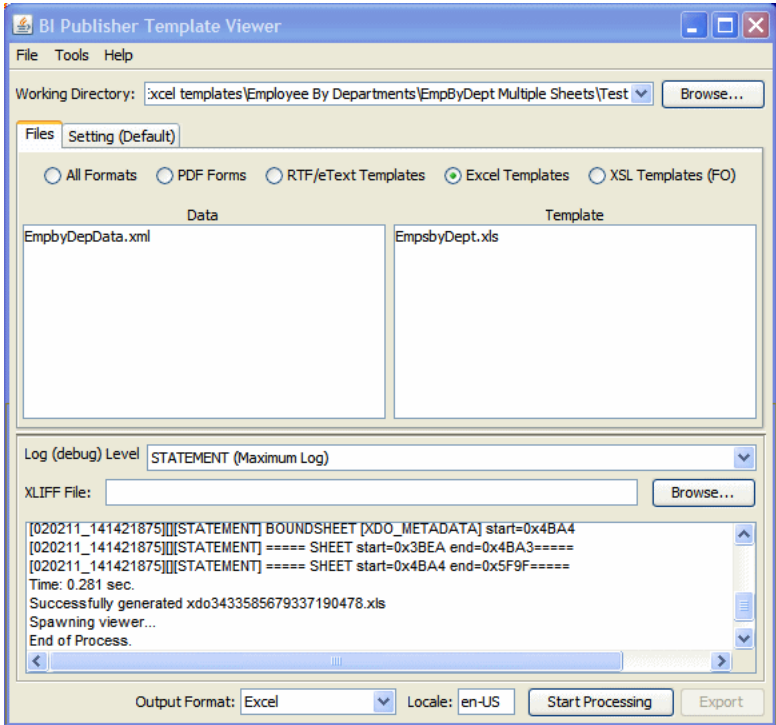 BI Publisher Template Viewer
File Tools Help
Working Directory: Excel templates\Employee By Departments\EmpByDept Multiple Sheets\Test Browse...
Files Setting (Default)
All Formats PDF Forms RTF/eText Templates Excel Templates XSL Templates (FO)
Data Template
EmpbyDepData.xml EmpsbyDept.xls
Log (debug) Level STATEMENT (Maximum Log)
XLIFF File: Browse...
[020211_141421875][][STATEMENT] BOUNDSHEET [XDO_METADATA] start=0x4BA4
[020211_141421875][][STATEMENT] ===== SHEET start=0x3BEA end=0x4BA3=====
[020211_141421875][][STATEMENT] ===== SHEET start=0x4BA4 end=0x5F9F=====
Time: 0.281 sec.
Successfully generated xdo3433585679337190478.xls
Spawning viewer...
End of Process.
Output Format: Excel Locale: en-US Start Processing Export